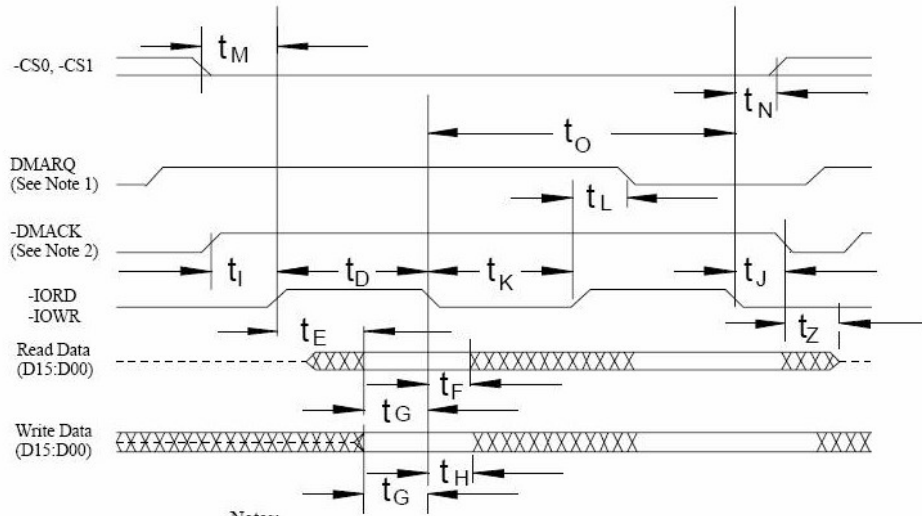 tM
-CS0, -CS1
tN
tO
DMARQ
(See Note 1)
tL
-DMACK
(See Note 2)
tI
tD
tK
tJ
-IORD
-IOWR
tE
tZ
Read Data
(D15:D00)
tF
tG
Write Data
(D15:D00)
tH
tG